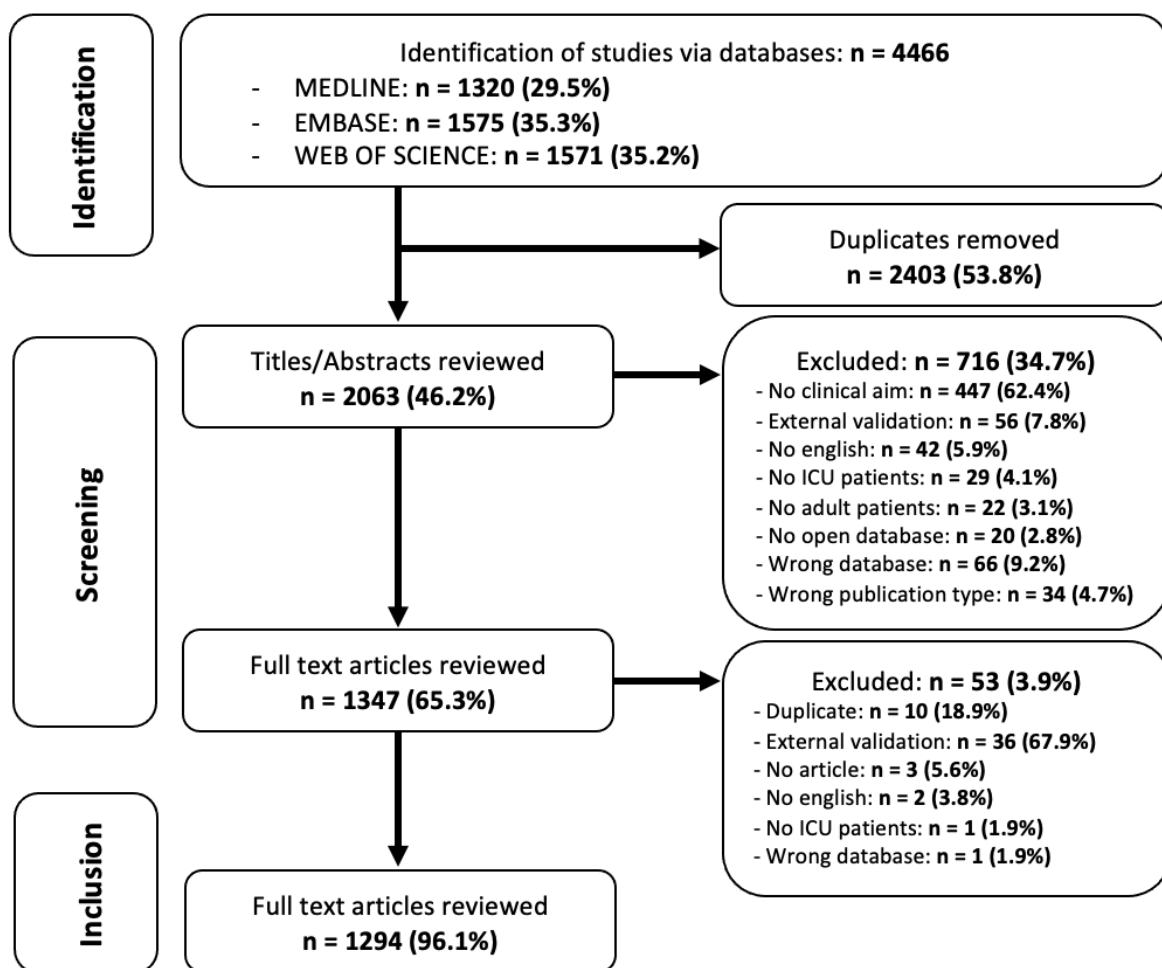 Identification
Identification of studies via databases: n = 4466
- MEDLINE: n = 1320 (29.5%)
- EMBASE: n = 1575 (35.3%)
- WEB OF SCIENCE: n = 1571 (35.2%)
Duplicates removed
n = 2403 (53.8%)
Screening
Titles/Abstracts reviewed
n = 2063 (46.2%)
Excluded: n = 716 (34.7%)
- No clinical aim: n = 447 (62.4%)
- External validation: n = 56 (7.8%)
- No english: n = 42 (5.9%)
- No ICU patients: n = 29 (4.1%)
- No adult patients: n = 22 (3.1%)
- No open database: n = 20 (2.8%)
- Wrong database: n = 66 (9.2%)
- Wrong publication type: n = 34 (4.7%)
Full text articles reviewed
n = 1347 (65.3%)
Excluded: n = 53 (3.9%)
- Duplicate: n = 10 (18.9%)
- External validation: n = 36 (67.9%)
- No article: n = 3 (5.6%)
- No english: n = 2 (3.8%)
- No ICU patients: n = 1 (1.9%)
- Wrong database: n = 1 (1.9%)
Inclusion
Full text articles reviewed
n = 1294 (96.1%)